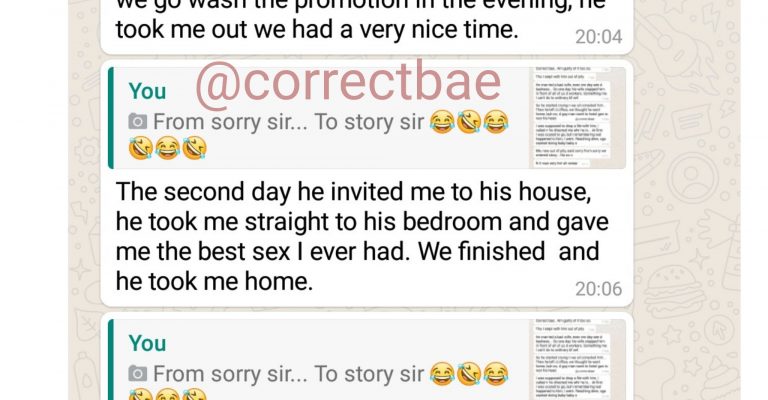 we go wash the promotion in the evening, he
took me out we had a very nice time.
20:04
@correctbae
You
From sorry sir... To story sir 😂🤣😂
🤣😂🤣
The second day he invited me to his house,
he took me straight to his bedroom and gave
me the best sex I ever had. We finished and
he took me home.
20:06
You
From sorry sir... To story sir 😂🤣😂
🤣😂🤣